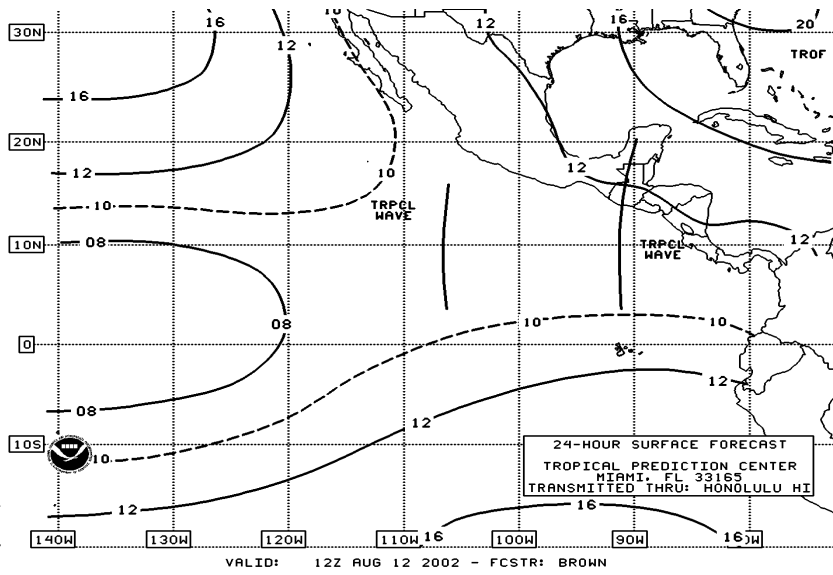 16 10 12 16 20
30N
12
TROF
16
20N
12 10 12
TRPCL
WAVE
10
08 12
10N
TRPCL
WAVE
08 10 10
0
12
08
12
10S
10
24-HOUR SURFACE FORECAST
TROPICAL PREDICTION CENTER
MIAMI, FL 33165
TRANSMITTED THRU: HONOLULU HI
12 16
16 16
140W 130W 120W 110W 100W 90W
VALID: 12Z AUG 12 2002 - FCSTR: BROWN